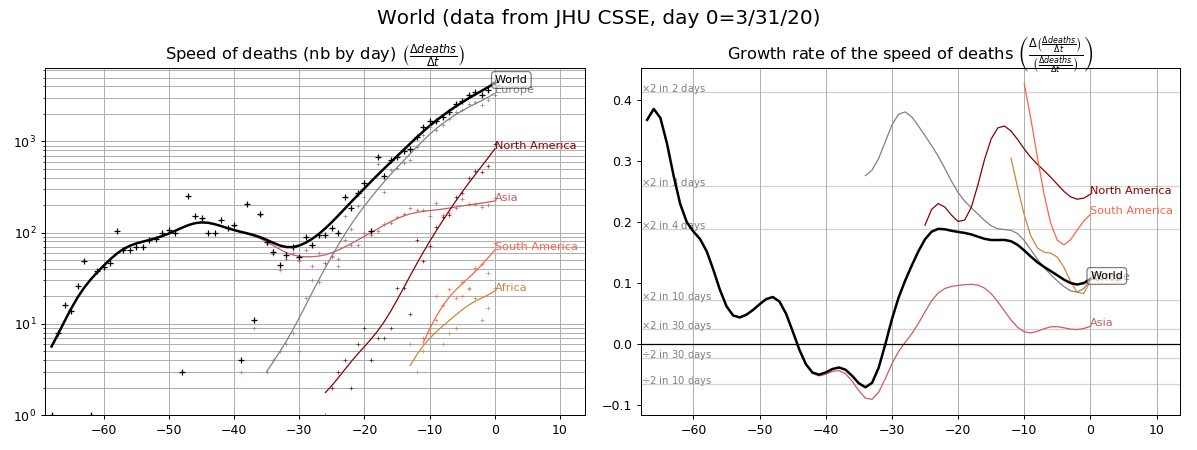 World (data from JHU CSSE, day 0=3/31/20)
Speed of deaths (nb by day) (Δdeaths/Δt)
World
Europe
North America
Asia
South America
Africa
10³
10²
10¹
10⁰
−60 −50 −40 −30 −20 −10 0 10
Growth rate of the speed of deaths (Δ(Δdeaths/Δt)/(Δdeaths/Δt))
×2 in 2 days
×2 in 3 days
×2 in 4 days
×2 in 10 days
×2 in 30 days
÷2 in 30 days
÷2 in 10 days
North America
South America
World
Asia
0.4
0.3
0.2
0.1
0.0
−0.1
−60 −50 −40 −30 −20 −10 0 10